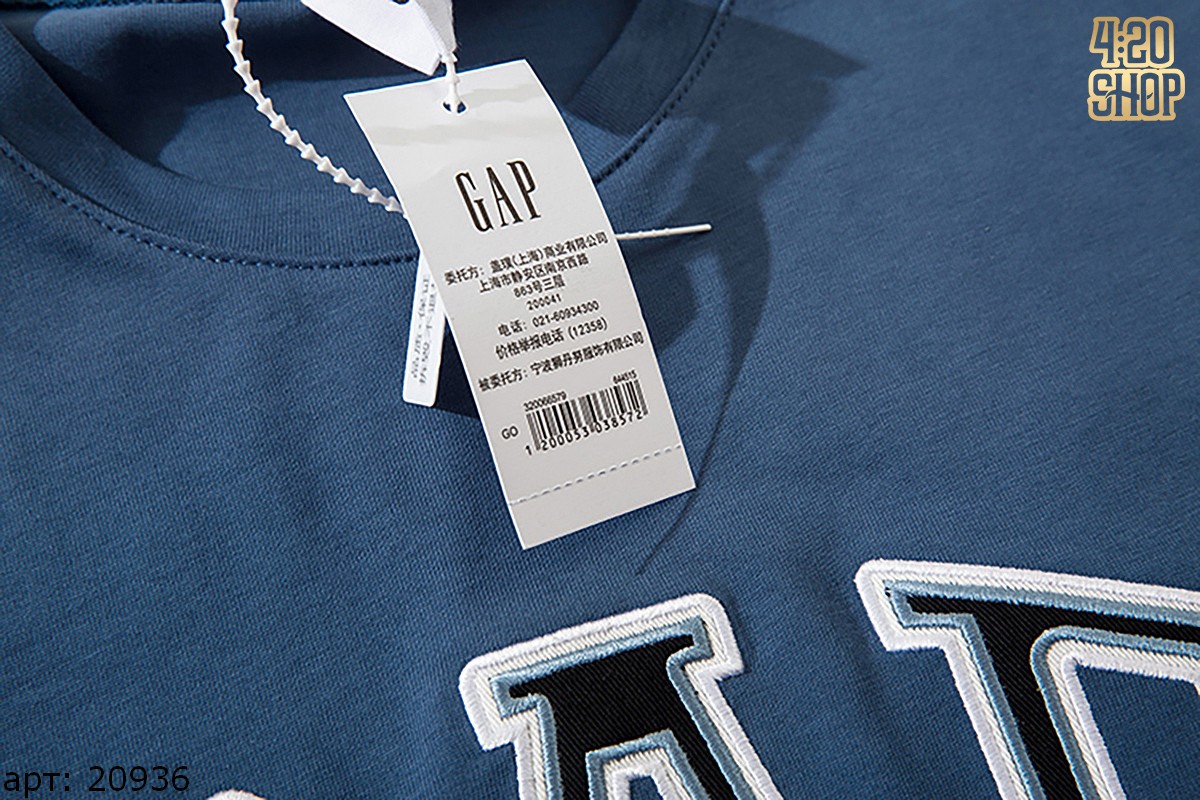 4:20
SHOP
GAP
委托方：盖璞(上海)商业有限公司
上海市静安区南京西路
863号三层
200041
电话：021-60934300
价格举报电话 (12358)
被委托方：宁波狮丹努服饰有限公司
320066579 644515
GO
1 200053 038572
арт: 20936